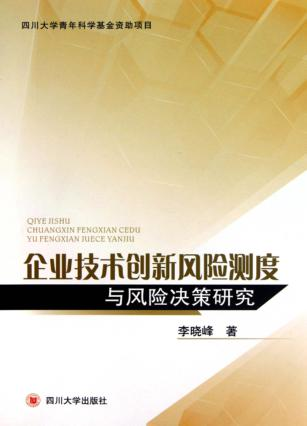 四川大学青年科学基金资助项目
QIYE JISHU
CHUANGXIN FENGXIAN CEDU
YU FENGXIAN JUECE YANJIU
企业技术创新风险测度
与风险决策研究
李晓峰 著
四川大学出版社